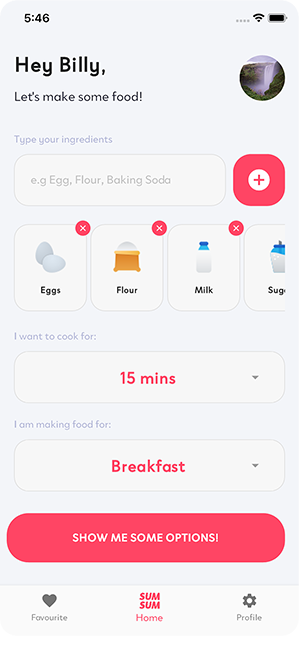 5:46
Hey Billy,
Let's make some food!
Type your ingredients
e.g Egg, Flour, Baking Soda
Eggs
Flour
Milk
Suga
I want to cook for:
15 mins
I am making food for:
Breakfast
SHOW ME SOME OPTIONS!
SUM
SUM
Favourite
Home
Profile